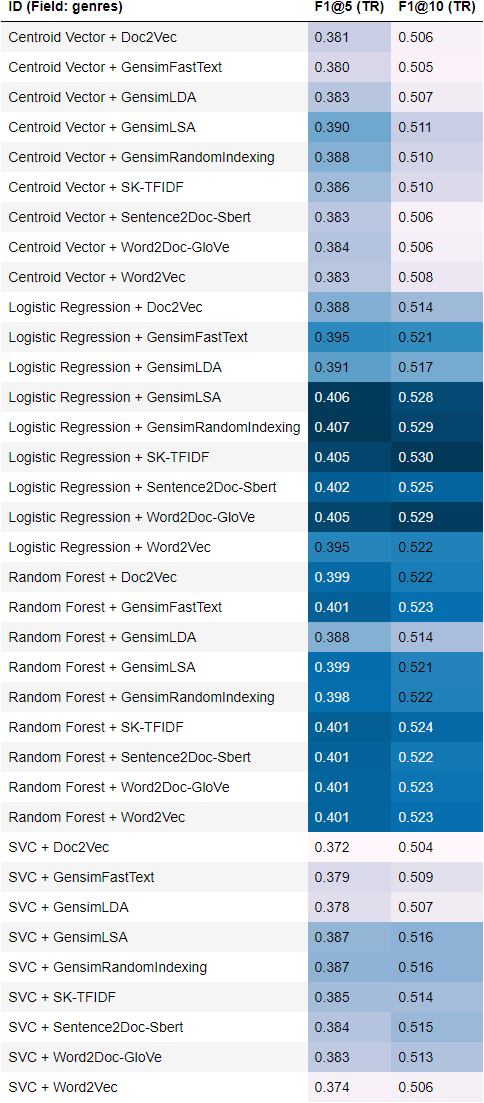 ID (Field: genres) F1@5 (TR) F1@10 (TR)
Centroid Vector + Doc2Vec 0.381 0.506
Centroid Vector + GensimFastText 0.380 0.505
Centroid Vector + GensimLDA 0.383 0.507
Centroid Vector + GensimLSA 0.390 0.511
Centroid Vector + GensimRandomIndexing 0.388 0.510
Centroid Vector + SK-TFIDF 0.386 0.510
Centroid Vector + Sentence2Doc-Sbert 0.383 0.506
Centroid Vector + Word2Doc-GloVe 0.384 0.506
Centroid Vector + Word2Vec 0.383 0.508
Logistic Regression + Doc2Vec 0.388 0.514
Logistic Regression + GensimFastText 0.395 0.521
Logistic Regression + GensimLDA 0.391 0.517
Logistic Regression + GensimLSA 0.406 0.528
Logistic Regression + GensimRandomIndexing 0.407 0.529
Logistic Regression + SK-TFIDF 0.405 0.530
Logistic Regression + Sentence2Doc-Sbert 0.402 0.525
Logistic Regression + Word2Doc-GloVe 0.405 0.529
Logistic Regression + Word2Vec 0.395 0.522
Random Forest + Doc2Vec 0.399 0.522
Random Forest + GensimFastText 0.401 0.523
Random Forest + GensimLDA 0.388 0.514
Random Forest + GensimLSA 0.399 0.521
Random Forest + GensimRandomIndexing 0.398 0.522
Random Forest + SK-TFIDF 0.401 0.524
Random Forest + Sentence2Doc-Sbert 0.401 0.522
Random Forest + Word2Doc-GloVe 0.401 0.523
Random Forest + Word2Vec 0.401 0.523
SVC + Doc2Vec 0.372 0.504
SVC + GensimFastText 0.379 0.509
SVC + GensimLDA 0.378 0.507
SVC + GensimLSA 0.387 0.516
SVC + GensimRandomIndexing 0.387 0.516
SVC + SK-TFIDF 0.385 0.514
SVC + Sentence2Doc-Sbert 0.384 0.515
SVC + Word2Doc-GloVe 0.383 0.513
SVC + Word2Vec 0.374 0.506